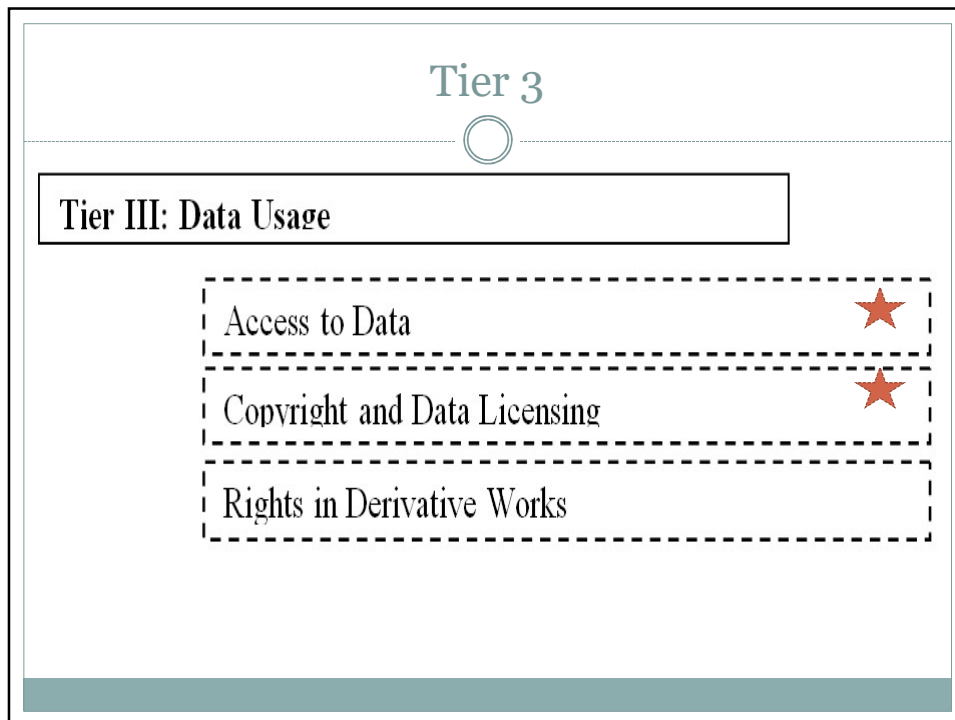 Tier 3
Tier III: Data Usage
Access to Data
Copyright and Data Licensing
Rights in Derivative Works